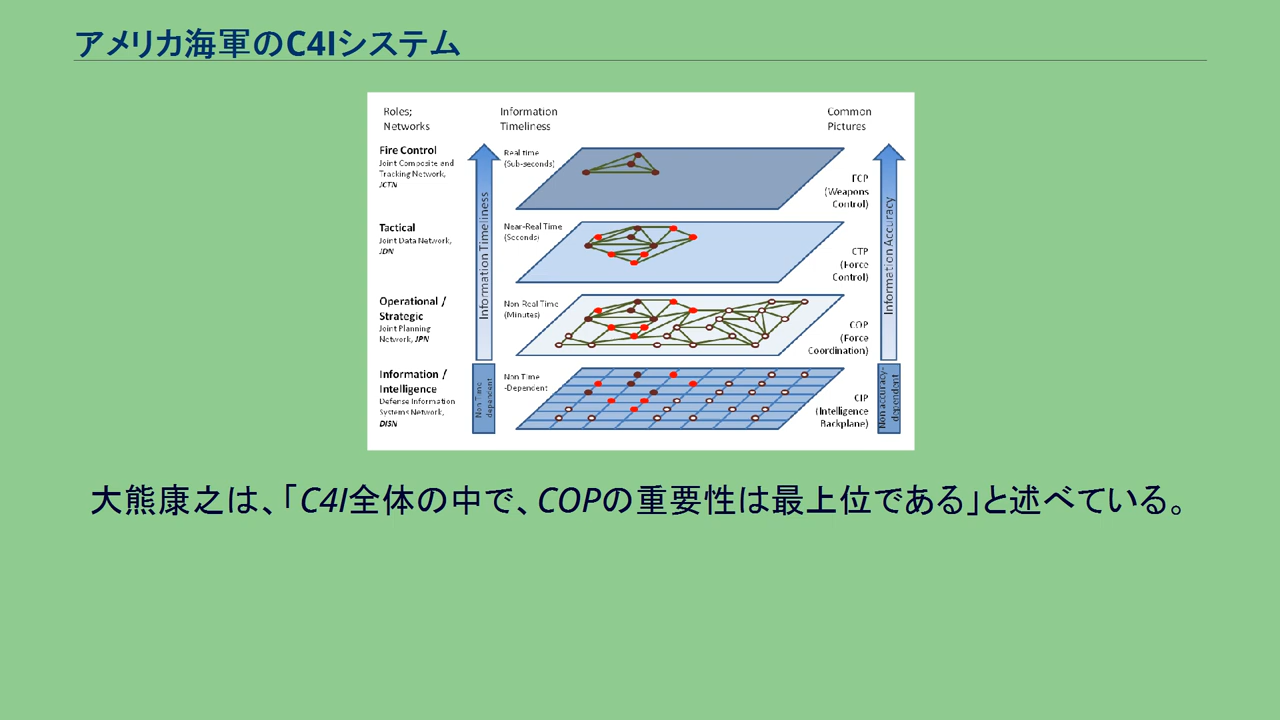 アメリカ海軍のC4Iシステム
Roles;
Networks
Information
Timeliness
Common
Pictures
Fire Control
Joint Composite and
Tracking Network,
JCTN
Real time
(Sub-seconds)
FCP
(Weapons
Control)
Tactical
Joint Data Network,
JDN
Near-Real Time
(Seconds)
CTP
(Force
Control)
Operational /
Strategic
Joint Planning
Network, JPN
Non Real Time
(Minutes)
COP
(Force
Coordination)
Information /
Intelligence
Defense Information
Systems Network,
DISN
Non Time
-Dependent
CIP
(Intelligence
Backplane)
Information Timeliness
Non Time
dependent
Information Accuracy
Non accuracy-
dependent
大熊康之は、「C4I全体の中で、COPの重要性は最上位である」と述べている。